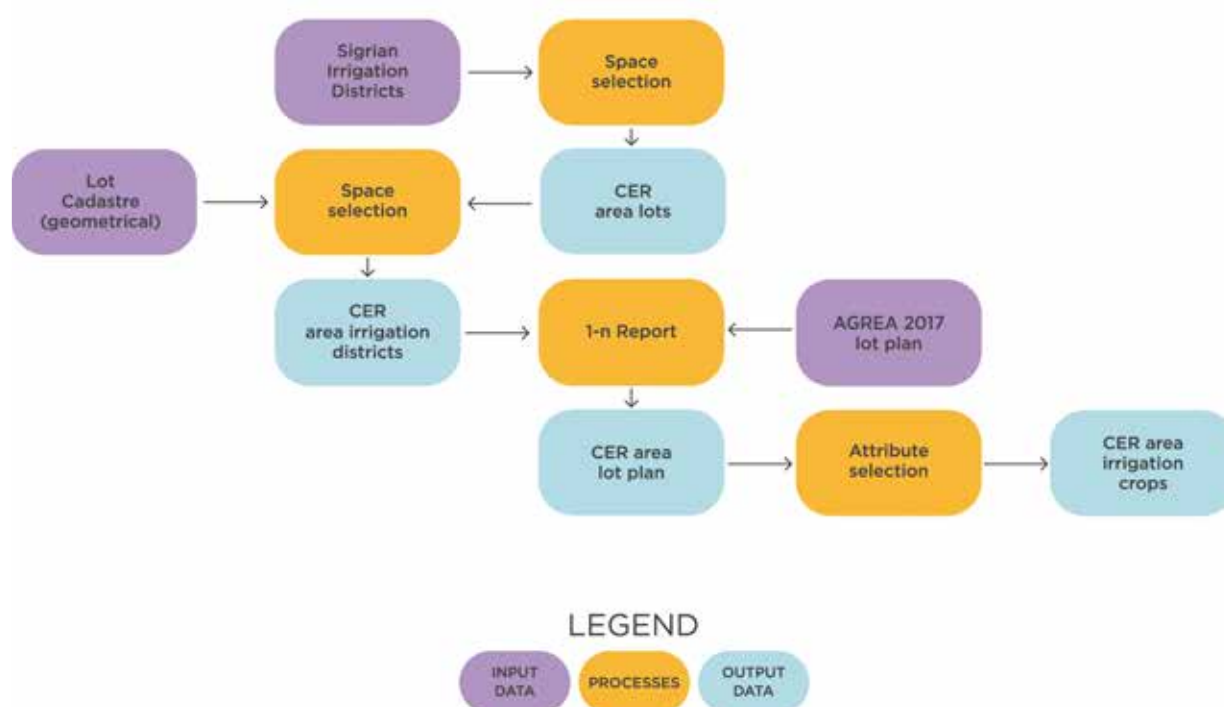 Sigrian
Irrigation
Districts
Space
selection
Lot
Cadastre
(geometrical)
Space
selection
CER
area lots
CER
area irrigation
districts
1-n Report
AGREA 2017
lot plan
CER area
lot plan
Attribute
selection
CER area
irrigation
crops
LEGEND
INPUT
DATA
PROCESSES
OUTPUT
DATA